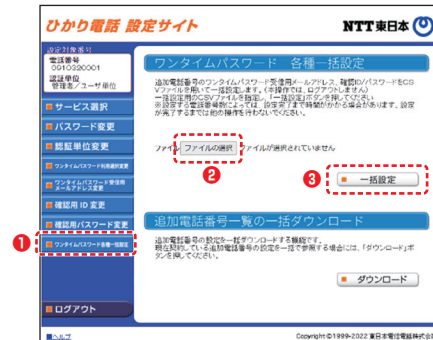 ひかり電話 設定サイト
NTT東日本
設定対象番号
電話番号
0910920001
認証単位
管理者/ユーザ単位
サービス選択
パスワード変更
認証単位変更
ワンタイムパスワード利用選択変更
ワンタイムパスワード受信用
メールアドレス変更
確認用 ID 変更
確認用パスワード変更
❶
ワンタイムパスワード各種一括設定
ログアウト
ヘルプ
ワンタイムパスワード 各種一括設定
追加電話番号のワンタイムパスワード受信用メールアドレス、確認ID/パスワードをCS
Vファイルを用いて一括設定します。(本操作では、ログアウトしません)
一括設定用のCSVファイルを指定し、「一括設定」ボタンを押してください
※設定する電話番号数によっては、設定完了まで時間がかかる場合があります。設定
が完了するまでは他の操作を行わないでください。
ファイル ファイルの選択 ファイルが選択されていません
❷
❸
一括設定
追加電話番号一覧の一括ダウンロード
追加電話番号の設定を一括ダウンロードする機能です。
現在契約している追加電話番号の設定を一括で参照する場合には、「ダウンロード」ボ
タンを押してください。
ダウンロード
Copyright © 1999-2022 東日本電信電話株式会